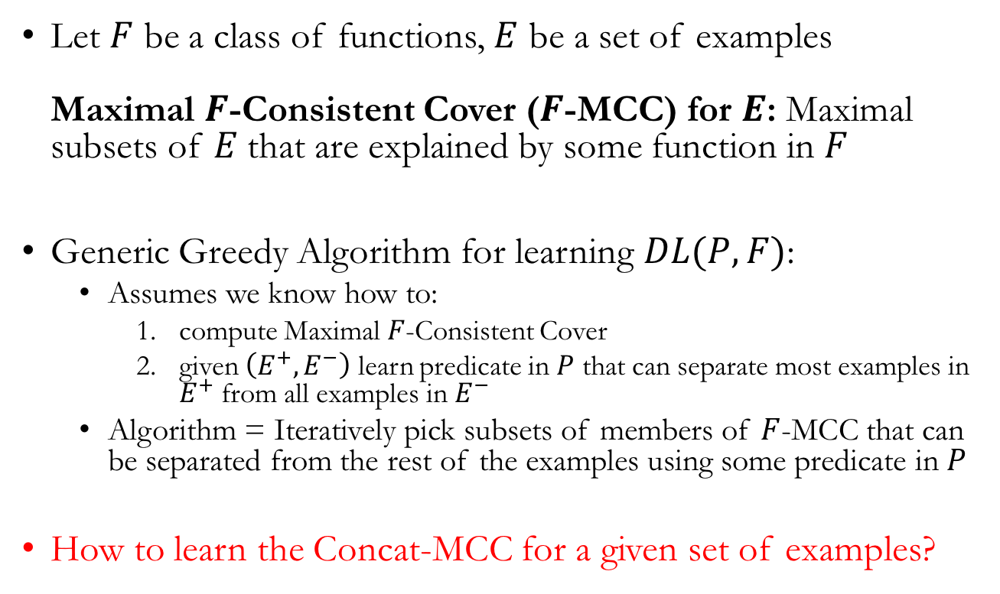 • Let F be a class of functions, E be a set of examples
Maximal F-Consistent Cover (F-MCC) for E: Maximal
subsets of E that are explained by some function in F
• Generic Greedy Algorithm for learning DL(P, F):
• Assumes we know how to:
1. compute Maximal F-Consistent Cover
2. given (E⁺, E⁻) learn predicate in P that can separate most examples in
E⁺ from all examples in E⁻
• Algorithm = Iteratively pick subsets of members of F-MCC that can
be separated from the rest of the examples using some predicate in P
• How to learn the Concat-MCC for a given set of examples?